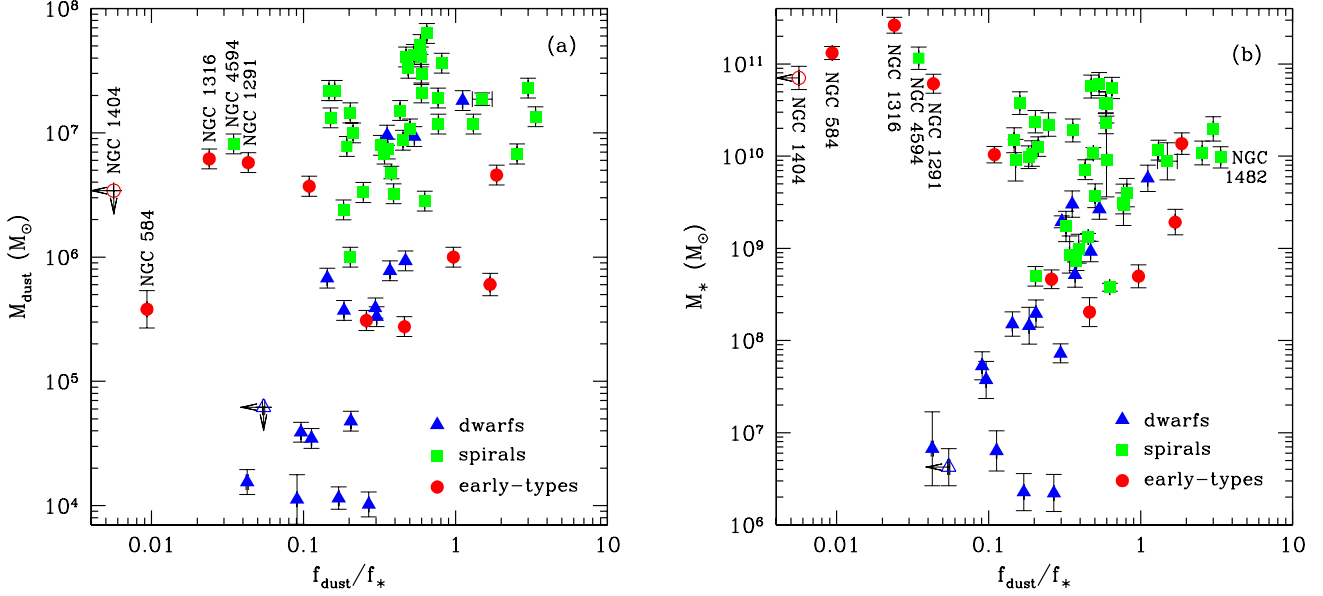 (a)
10^8
10^7
10^6
10^5
10^4
M_dust (M_⊙)
NGC 1404
NGC 584
NGC 1316
NGC 4594
NGC 1291
dwarfs
spirals
early-types
0.01
0.1
1
10
f_dust/f_*
(b)
10^11
10^10
10^9
10^8
10^7
10^6
M_* (M_⊙)
NGC 1404
NGC 584
NGC 1316
NGC 4594
NGC 1291
NGC
1482
dwarfs
spirals
early-types
0.01
0.1
1
10
f_dust/f_*